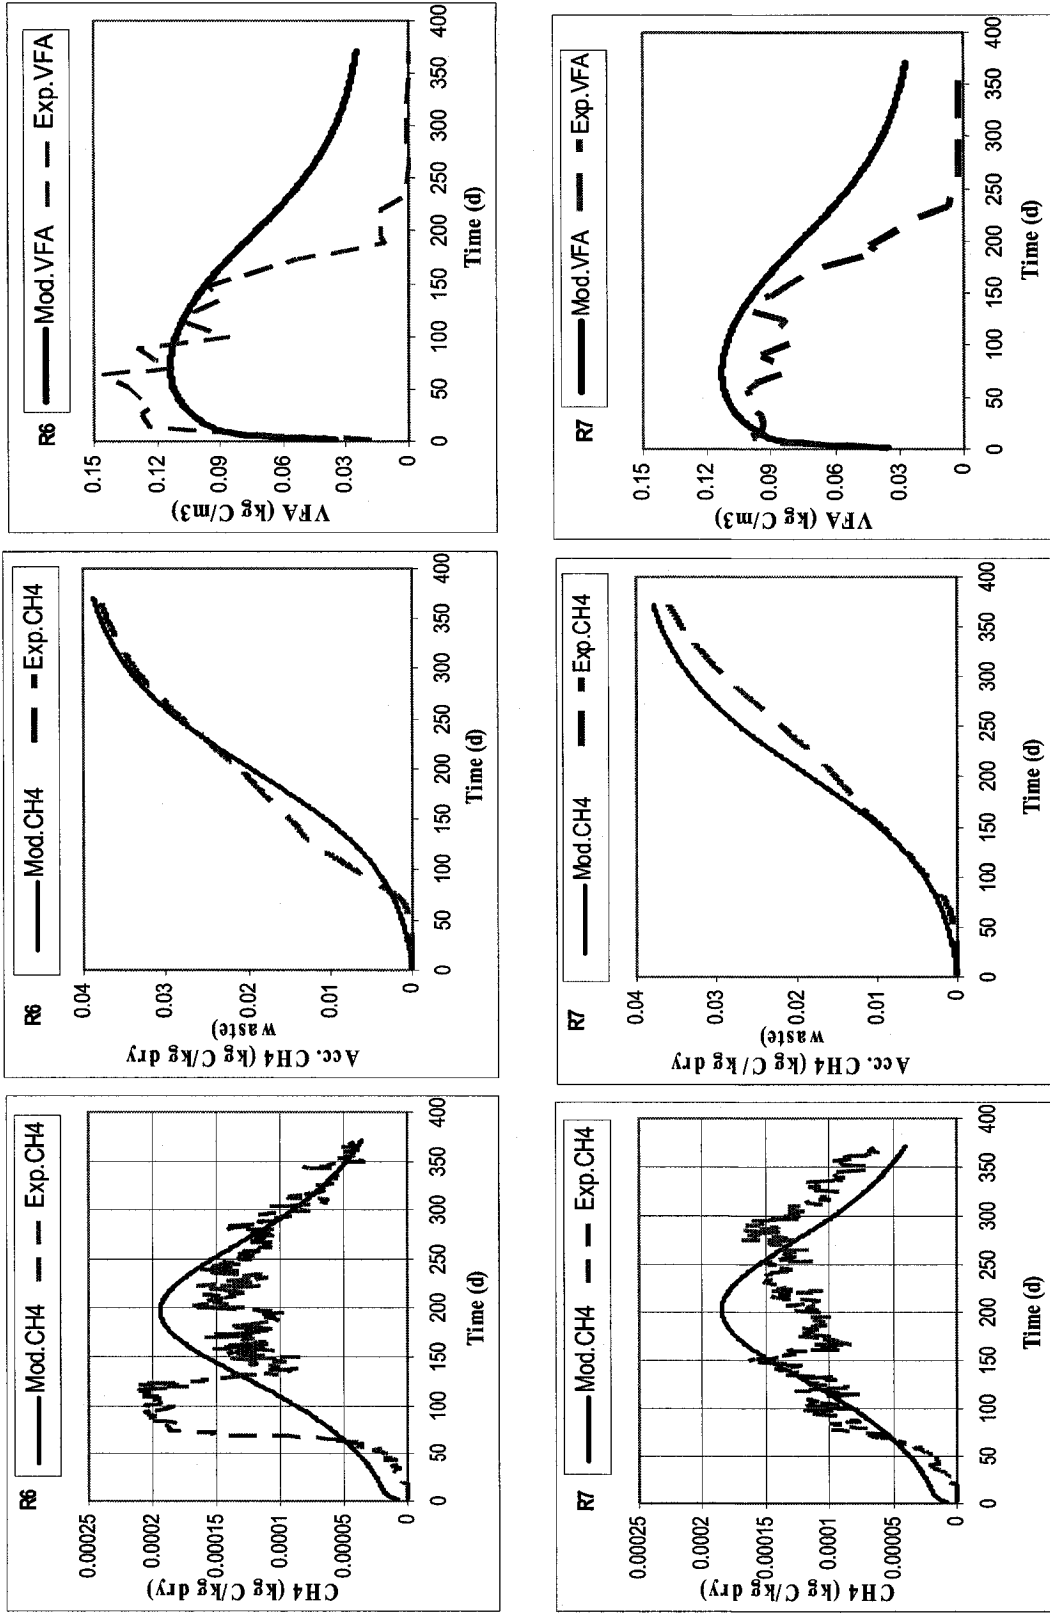 R6
Mod.CH4 Exp.CH4
CH4 (kg C/kg dry)
0.00025
0.0002
0.00015
0.0001
0.00005
0
0 50 100 150 200 250 300 350 400
Time (d)
R6
Mod.CH4 Exp.CH4
Acc. CH4 (kg C/kg dry
waste)
0.04
0.03
0.02
0.01
0
0 50 100 150 200 250 300 350 400
Time (d)
R6
Mod.VFA Exp.VFA
VFA (kg C/m3)
0.15
0.12
0.09
0.06
0.03
0
0 50 100 150 200 250 300 350 400
Time (d)
R7
Mod.CH4 Exp.CH4
CH4 (kg C/kg dry)
0.00025
0.0002
0.00015
0.0001
0.00005
0
0 50 100 150 200 250 300 350 400
Time (d)
R7
Mod.CH4 Exp.CH4
Acc. CH4 (kg C/kg dry
waste)
0.04
0.03
0.02
0.01
0
0 50 100 150 200 250 300 350 400
Time (d)
R7
Mod.VFA Exp.VFA
VFA (kg C/m3)
0.15
0.12
0.09
0.06
0.03
0
0 50 100 150 200 250 300 350 400
Time (d)